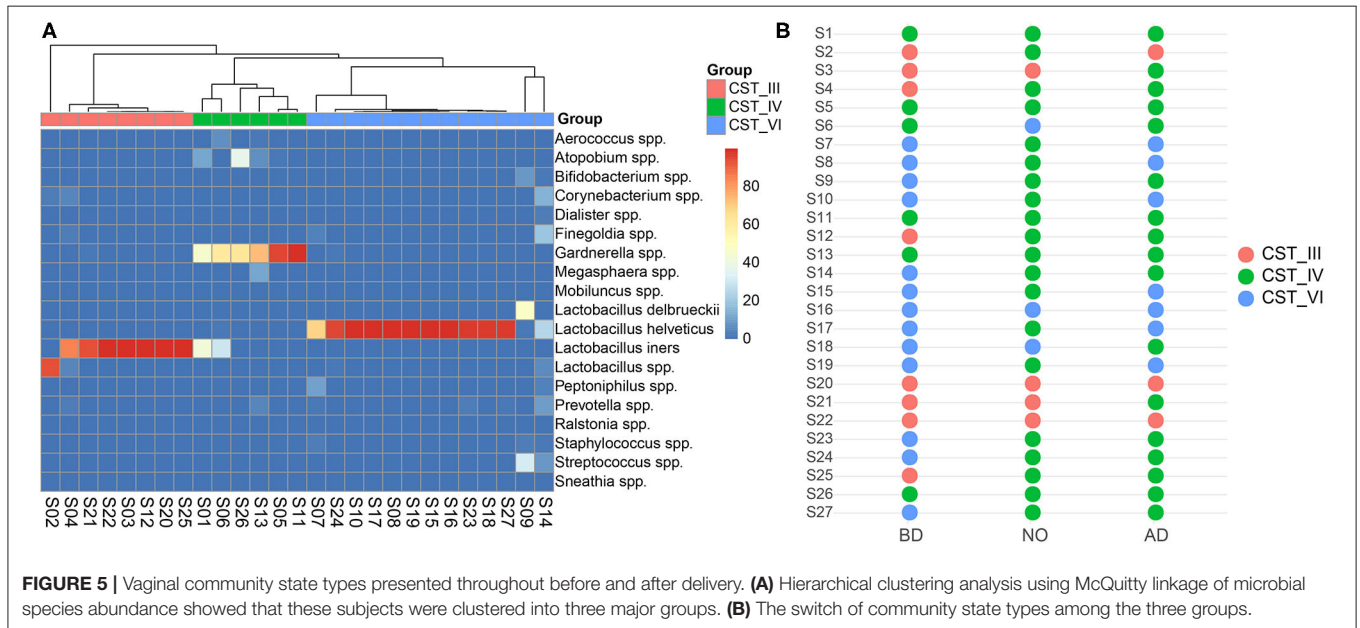 A
Group
CST_III
CST_IV
CST_VI
Group
Aerococcus spp.
Atopobium spp.
Bifidobacterium spp.
Corynebacterium spp.
Dialister spp.
Finegoldia spp.
Gardnerella spp.
Megasphaera spp.
Mobiluncus spp.
Lactobacillus delbrueckii
Lactobacillus helveticus
Lactobacillus iners
Lactobacillus spp.
Peptoniphilus spp.
Prevotella spp.
Ralstonia spp.
Staphylococcus spp.
Streptococcus spp.
Sneathia spp.
80
60
40
20
0
S02 S04 S21 S22 S03 S12 S20 S25 S01 S06 S26 S13 S05 S11 S07 S24 S10 S17 S08 S19 S15 S16 S23 S18 S27 S09 S14
B
S1
S2
S3
S4
S5
S6
S7
S8
S9
S10
S11
S12
S13
S14
S15
S16
S17
S18
S19
S20
S21
S22
S23
S24
S25
S26
S27
BD NO AD
CST_III
CST_IV
CST_VI
FIGURE 5 | Vaginal community state types presented throughout before and after delivery. (A) Hierarchical clustering analysis using McQuitty linkage of microbial
species abundance showed that these subjects were clustered into three major groups. (B) The switch of community state types among the three groups.